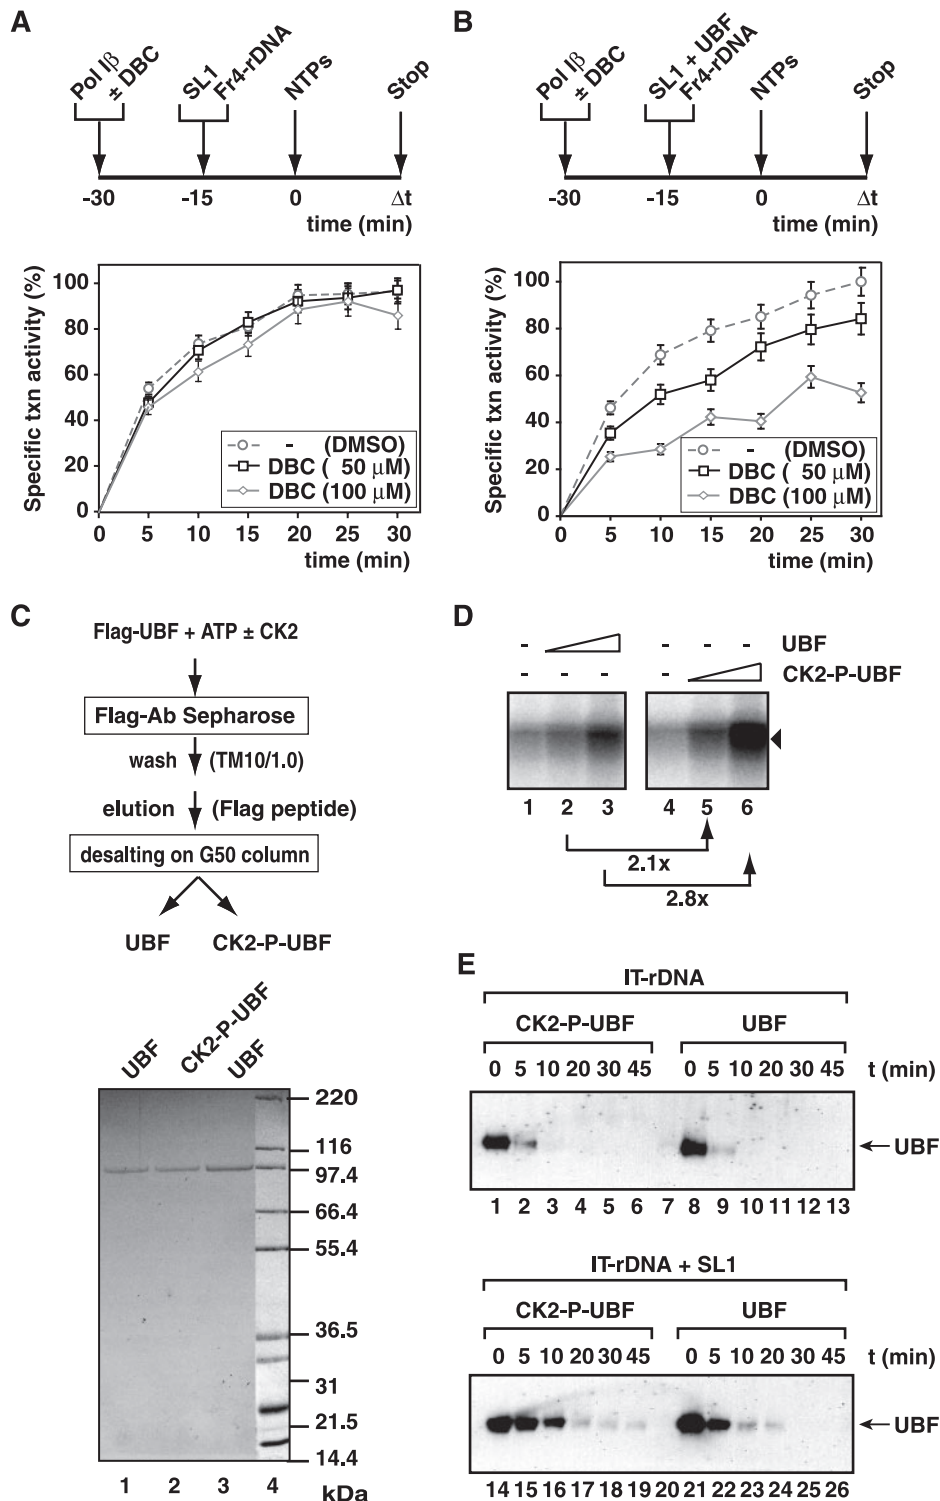 A
Pol Iβ
± DBC
SL1
Fr4-rDNA
NTPs
Stop
-30
-15
0
Δt
time (min)
Specific txn activity (%)
100
80
60
40
20
0
- (DMSO)
DBC ( 50 μM)
DBC (100 μM)
0 5 10 15 20 25 30
time (min)
B
Pol Iβ
± DBC
SL1 + UBF
Fr4-rDNA
NTPs
Stop
-30
-15
0
Δt
time (min)
Specific txn activity (%)
100
80
60
40
20
0
- (DMSO)
DBC ( 50 μM)
DBC (100 μM)
0 5 10 15 20 25 30
time (min)
C
Flag-UBF + ATP ± CK2
Flag-Ab Sepharose
wash (TM10/1.0)
elution (Flag peptide)
desalting on G50 column
UBF CK2-P-UBF
UBF
CK2-P-UBF
UBF
220
116
97.4
66.4
55.4
36.5
31
21.5
14.4
1 2 3 4 kDa
D
- - - - UBF
- - - CK2-P-UBF
1 2 3 4 5 6
2.1x
2.8x
E
IT-rDNA
CK2-P-UBF UBF
0 5 10 20 30 45 0 5 10 20 30 45 t (min)
UBF
1 2 3 4 5 6 7 8 9 10 11 12 13
IT-rDNA + SL1
CK2-P-UBF UBF
0 5 10 20 30 45 0 5 10 20 30 45 t (min)
UBF
14 15 16 17 18 19 20 21 22 23 24 25 26